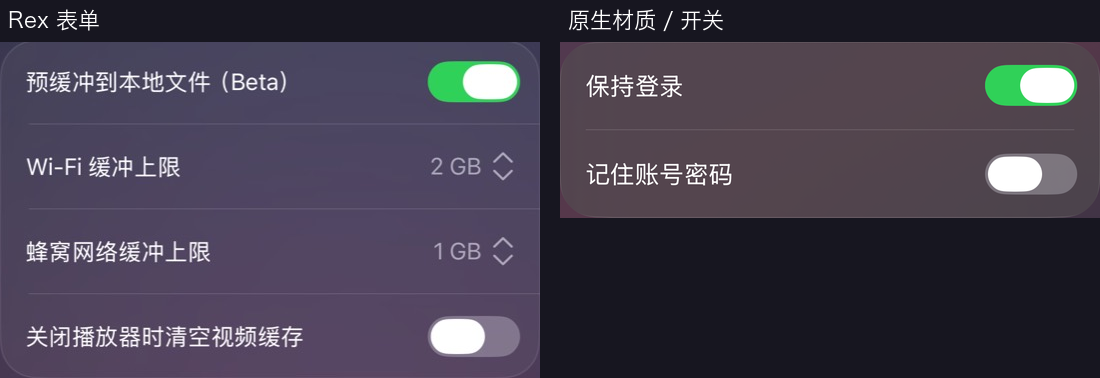 Rex 表单
预缓冲到本地文件（Beta）
Wi-Fi 缓冲上限
2 GB
蜂窝网络缓冲上限
1 GB
关闭播放器时清空视频缓存
原生材质 / 开关
保持登录
记住账号密码